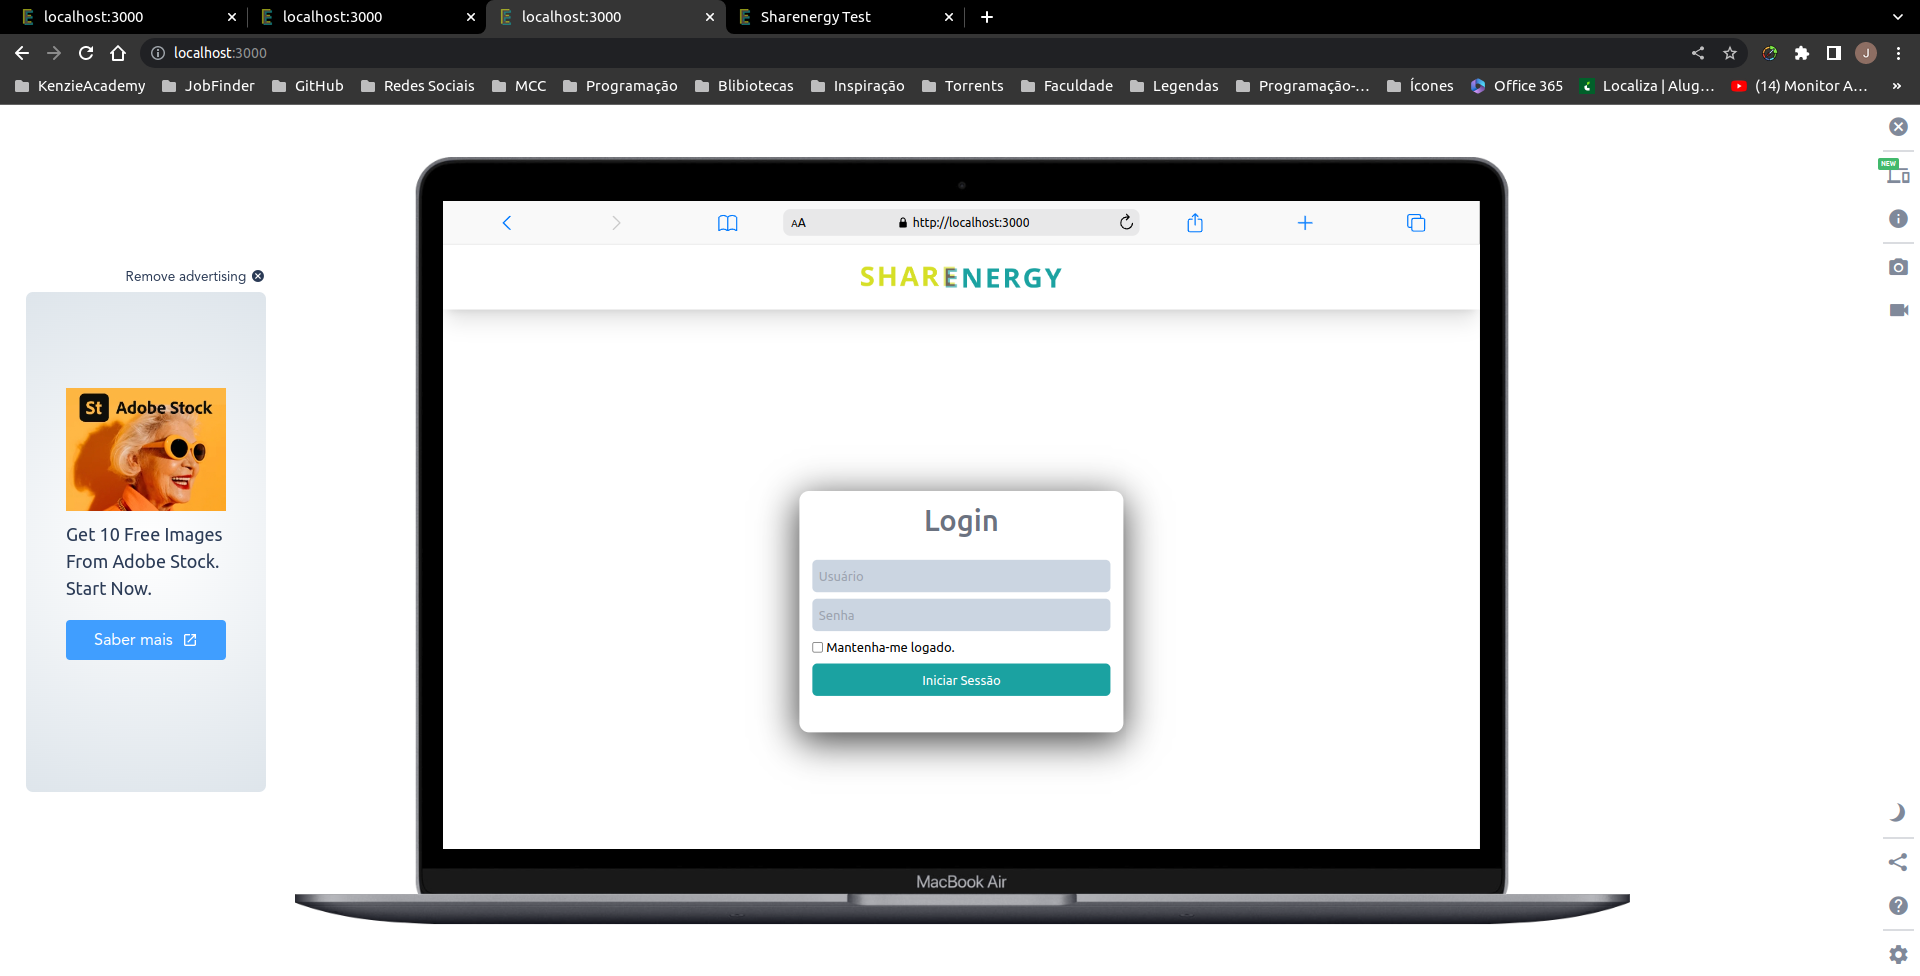 localhost:3000
localhost:3000
localhost:3000
Sharenergy Test
localhost:3000
J
KenzieAcademy
JobFinder
GitHub
Redes Sociais
MCC
Programação
Blibiotecas
Inspiração
Torrents
Faculdade
Legendas
Programação-...
Ícones
Office 365
Localiza | Alug...
(14) Monitor A...
»
NEW
AA
http://localhost:3000
SHARENERGY
Remove advertising
St Adobe Stock
Get 10 Free Images
From Adobe Stock.
Start Now.
Saber mais
Login
Usuário
Senha
Mantenha-me logado.
Iniciar Sessão
MacBook Air